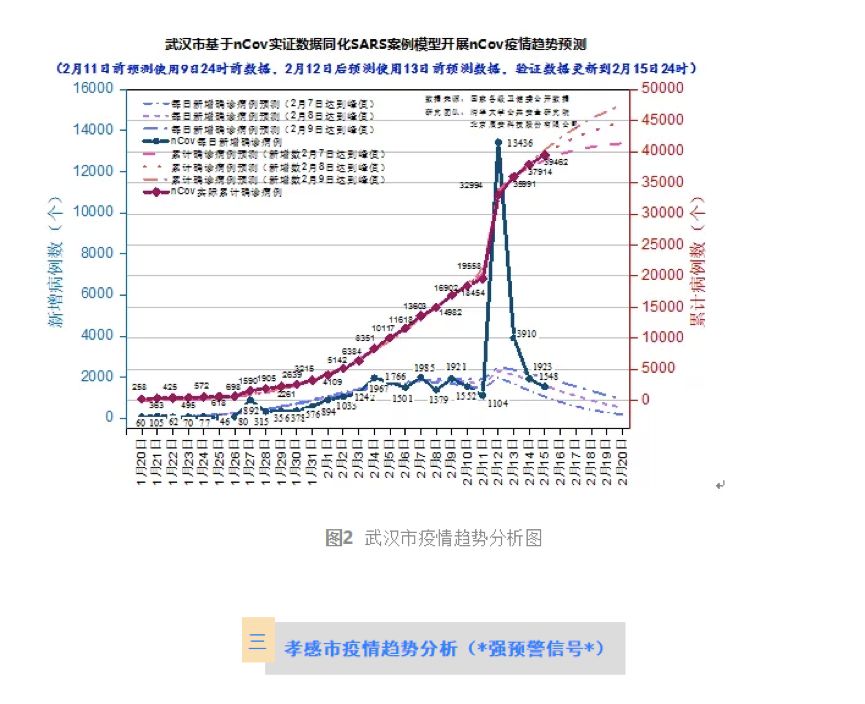 武汉市基于nCov实证数据同化SARS案例模型开展nCov疫情趋势预测
（2月11日前预测使用9日24时前数据，2月12日后预测使用13日前预测数据，验证数据更新到2月15日24时）
每日新增确诊病例预测（2月7日达到峰值）
每日新增确诊病例预测（2月8日达到峰值）
每日新增确诊病例预测（2月9日达到峰值）
nCov每日新增确诊病例
累计确诊病例预测（新增数2月7日达到峰值）
累计确诊病例预测（新增数2月8日达到峰值）
累计确诊病例预测（新增数2月9日达到峰值）
nCov实际累计确诊病例
数据来源：国家各级卫健委公开数据
研究团队：清华大学公共安全研究院
北京辰安科技股份有限公司
新增病例数（个）
16000
14000
12000
10000
8000
6000
4000
2000
0
累计病例数（个）
50000
45000
40000
35000
30000
25000
20000
15000
10000
5000
0
258 363 425 495 572 618 698 1590 1905 2261 2639 3215 4109 5142 6384 8351 10117 11618 13603 14982 16902 18454 19558 32994 35991 37914 39462
60 105 62 70 77 46 80 892 315 356 378 576 894 1033 1242 1967 1766 1501 1985 1379 1921 1552 1104 13436 3910 1923 1548
1月20日 1月21日 1月22日 1月23日 1月24日 1月25日 1月26日 1月27日 1月28日 1月29日 1月30日 1月31日 2月1日 2月2日 2月3日 2月4日 2月5日 2月6日 2月7日 2月8日 2月9日 2月10日 2月11日 2月12日 2月13日 2月14日 2月15日 2月16日 2月17日 2月18日 2月19日 2月20日
图2 武汉市疫情趋势分析图
三
孝感市疫情趋势分析（*强预警信号*）